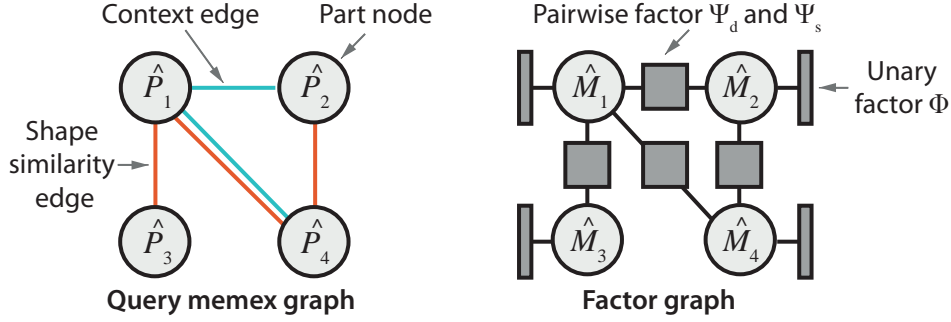 Context edge
Part node
Pairwise factor Ψd and Ψs
P̂1
P̂2
M̂1
M̂2
Unary
factor Φ
Shape
similarity
edge
P̂3
P̂4
M̂3
M̂4
Query memex graph
Factor graph